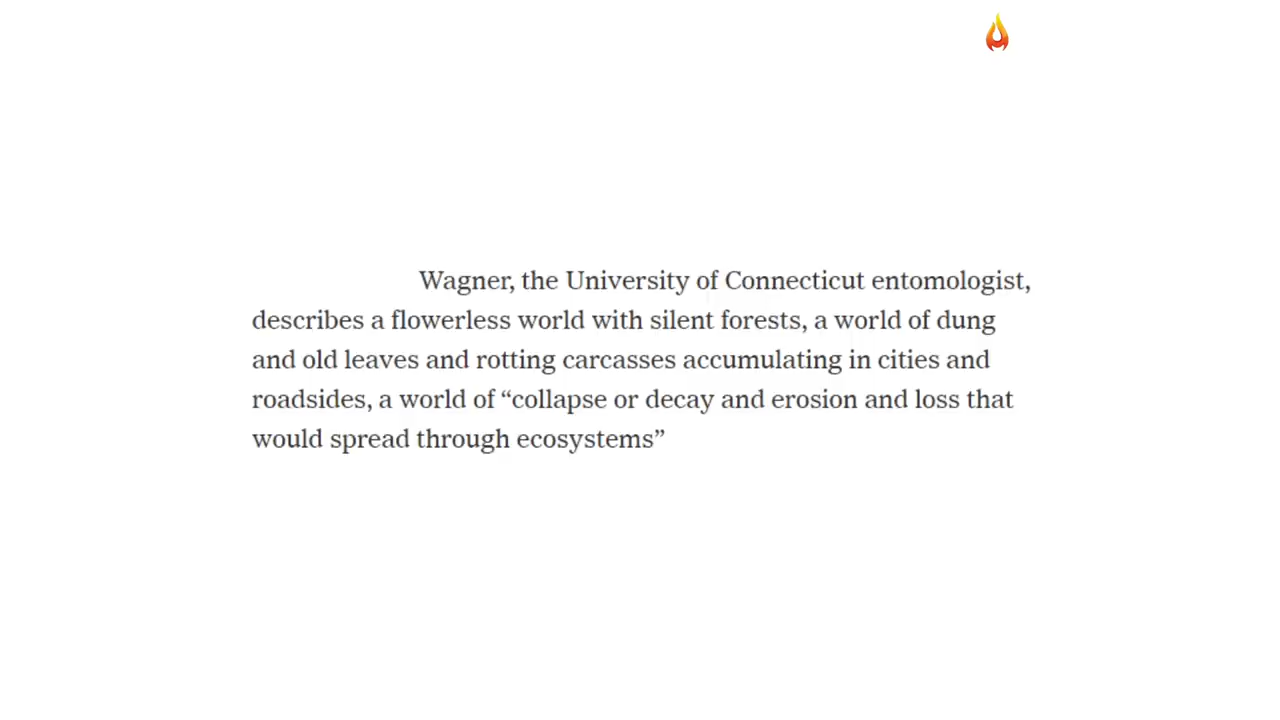 Wagner, the University of Connecticut entomologist,
describes a flowerless world with silent forests, a world of dung
and old leaves and rotting carcasses accumulating in cities and
roadsides, a world of “collapse or decay and erosion and loss that
would spread through ecosystems”